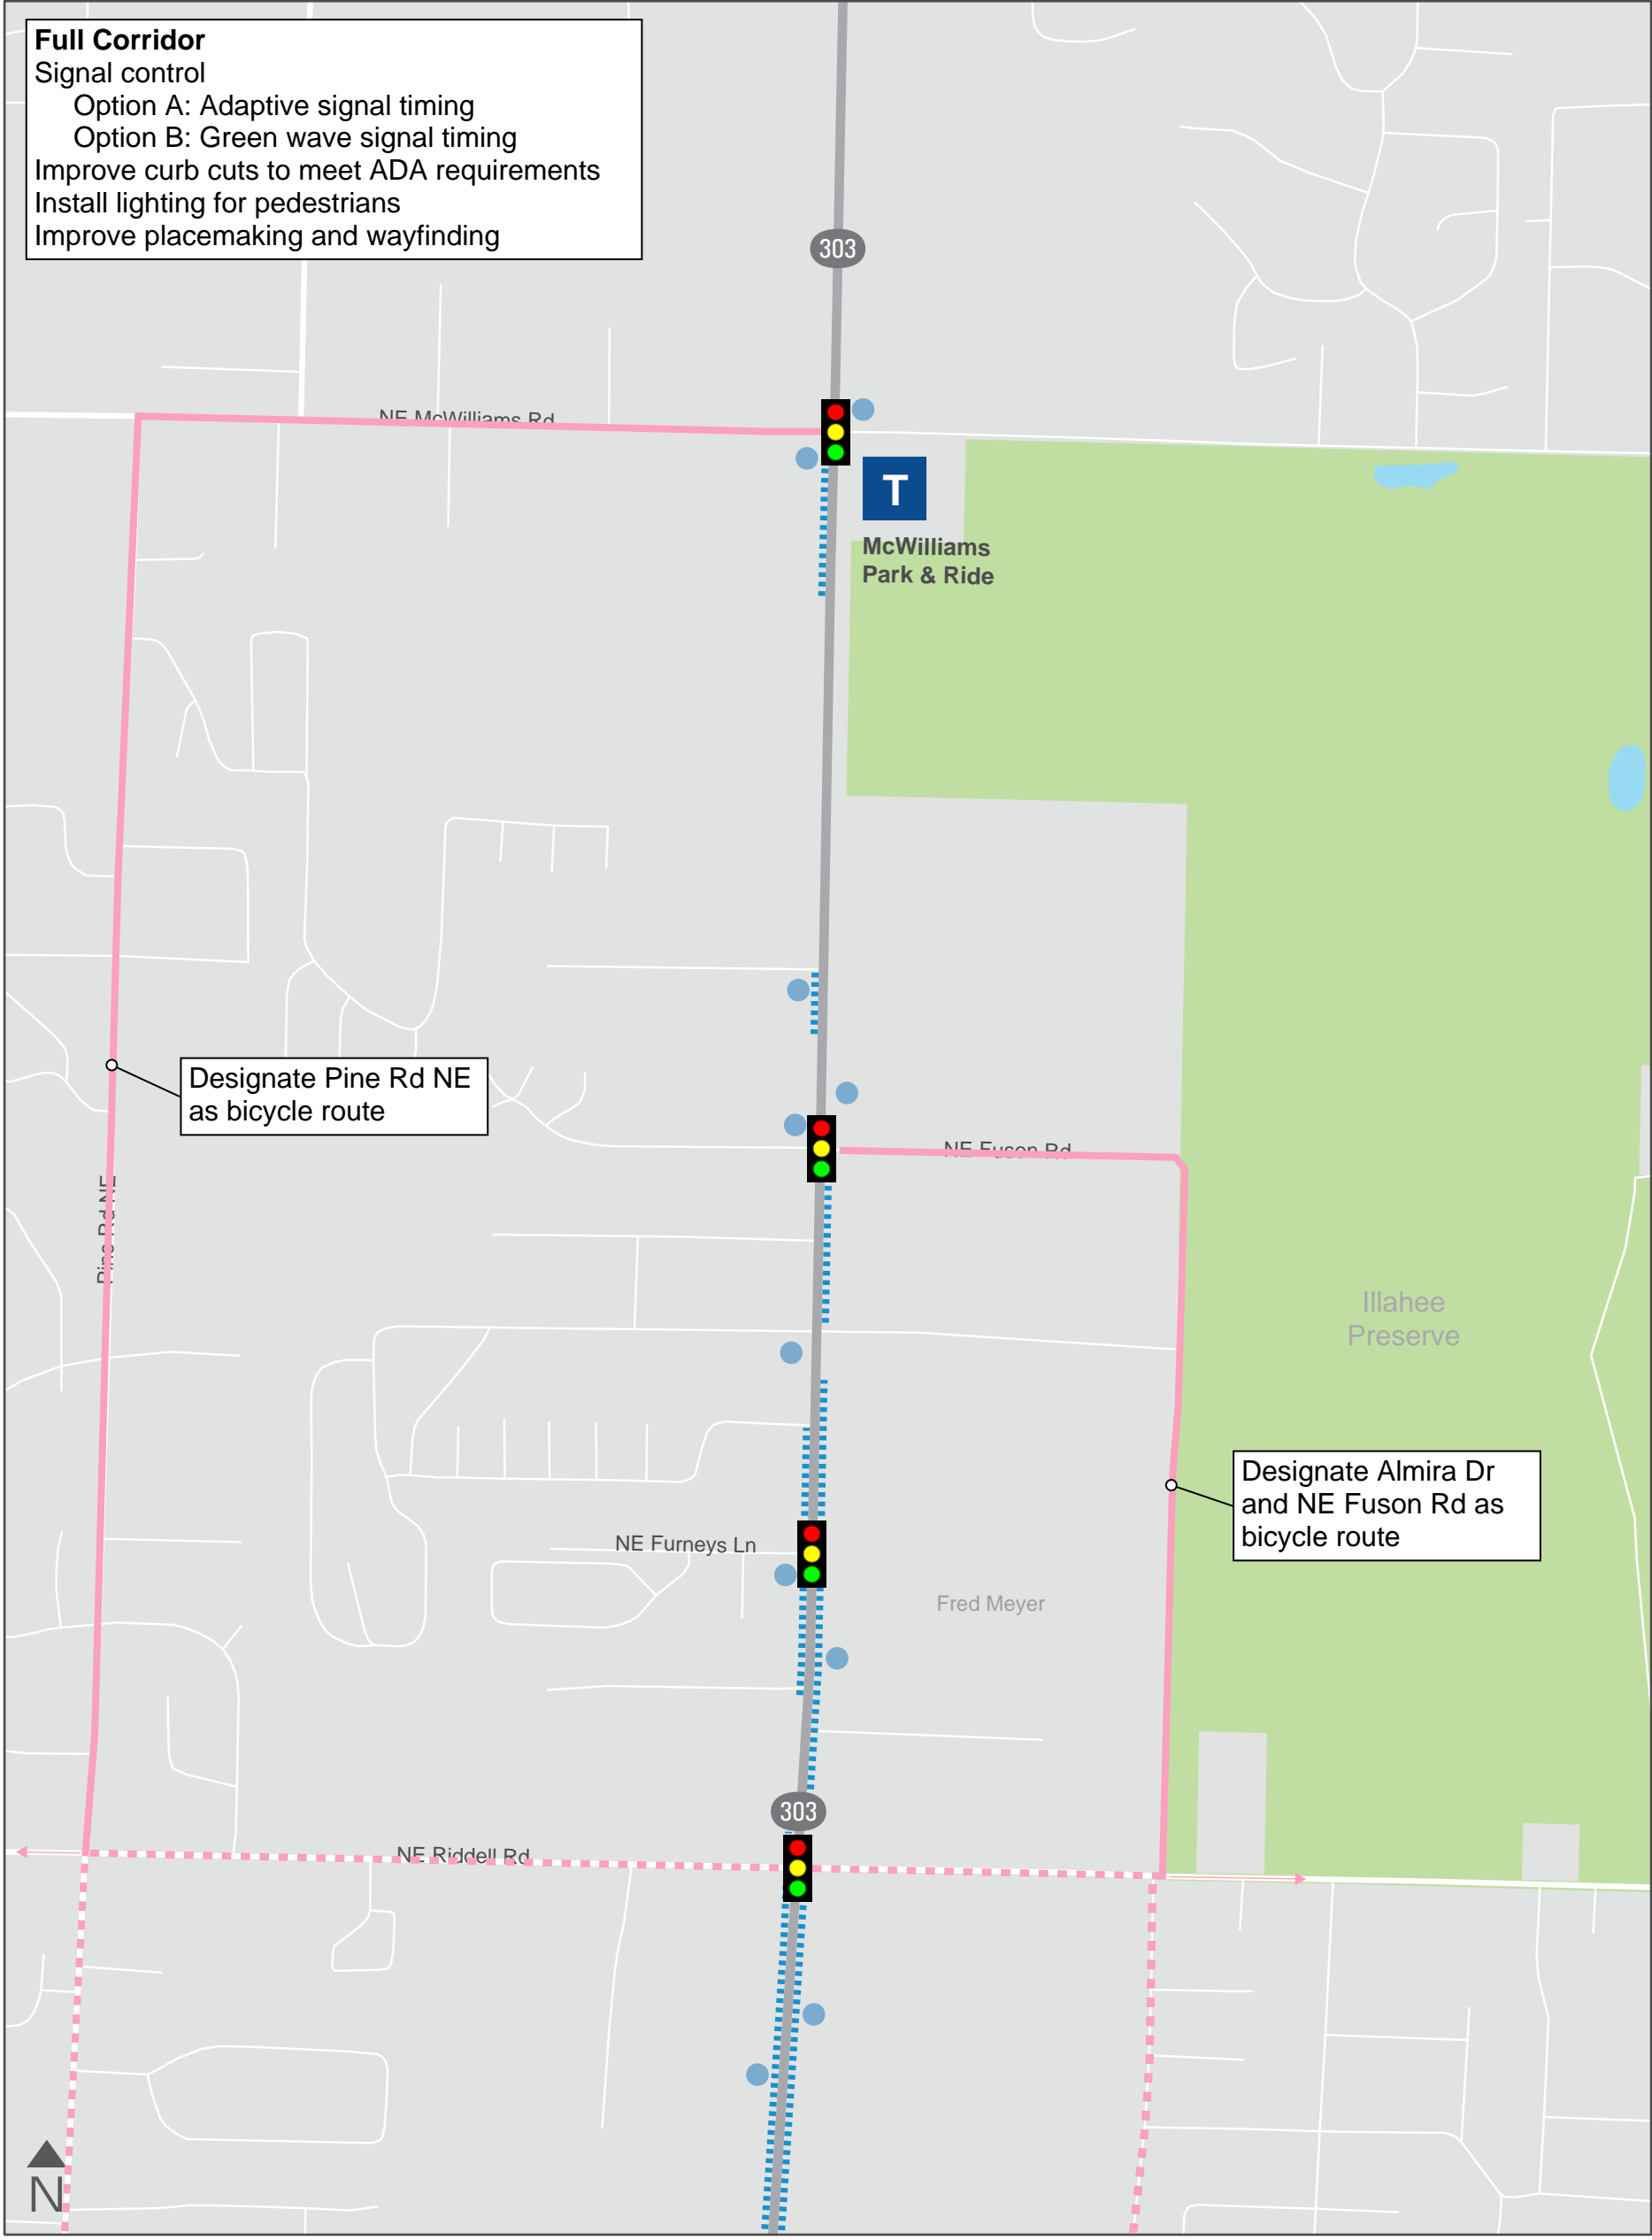 Full Corridor
Signal control
Option A: Adaptive signal timing
Option B: Green wave signal timing
Improve curb cuts to meet ADA requirements
Install lighting for pedestrians
Improve placemaking and wayfinding
303
NE McWilliams Rd
T
McWilliams
Park & Ride
Designate Pine Rd NE
as bicycle route
NE Fuson Rd
Pine Rd NE
Illahee
Preserve
Designate Almira Dr
and NE Fuson Rd as
bicycle route
NE Furneys Ln
Fred Meyer
303
NE Riddell Rd
N